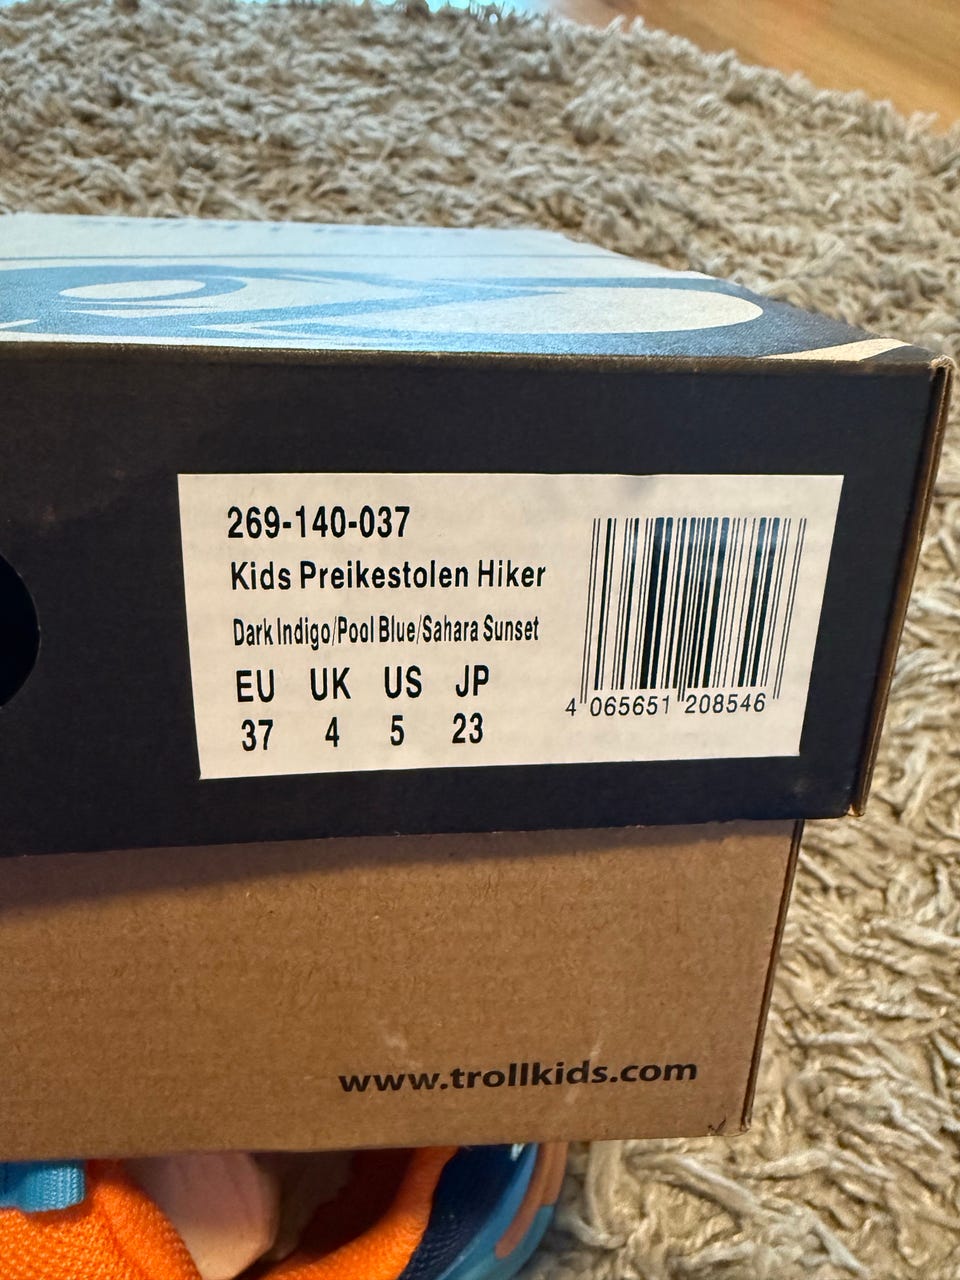 269-140-037
Kids Preikestolen Hiker
Dark Indigo/Pool Blue/Sahara Sunset
EU UK US JP
37 4 5 23
4 065651 208546
www.trollkids.com